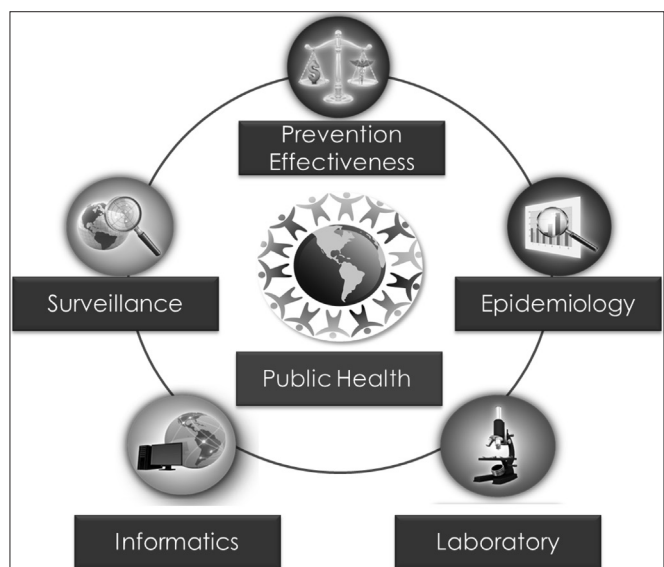 Prevention
Effectiveness
Surveillance
Epidemiology
Public Health
Informatics
Laboratory